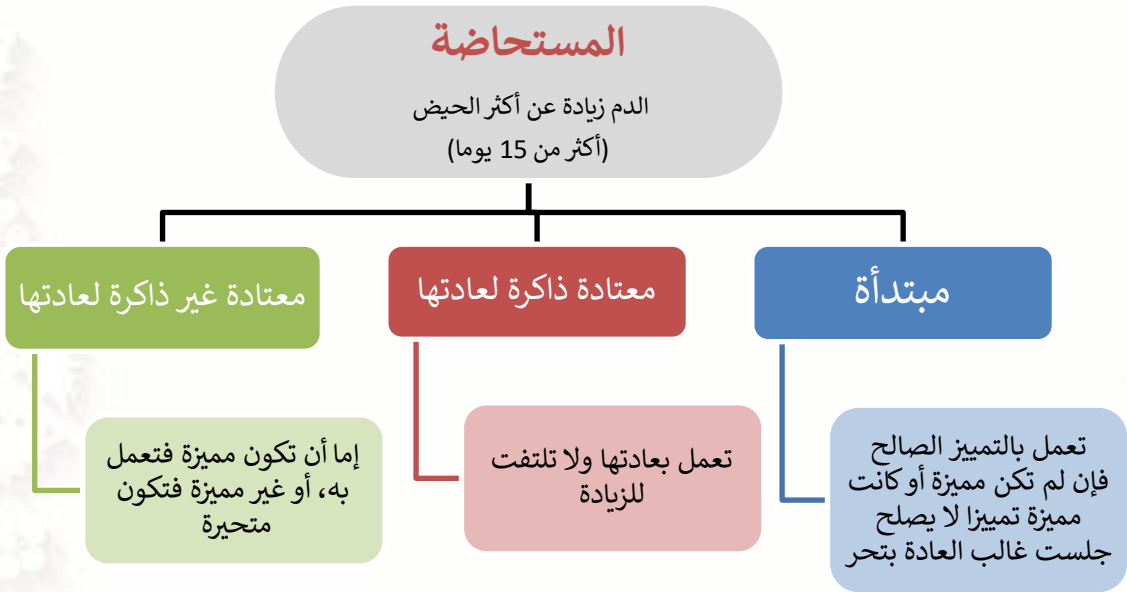 المستحاضة
الدم زيادة عن أكثر الحيض
(أكثر من 15 يوما)
مبتدأة
معتادة ذاكرة لعادتها
معتادة غير ذاكرة لعادتها
تعمل بالتمييز الصالح
فإن لم تكن مميزة أو كانت
مميزة تمييزا لا يصلح
جلست غالب العادة بتحر
تعمل بعادتها ولا تلتفت
للزيادة
إما أن تكون مميزة فتعمل
به، أو غير مميزة فتكون
متحيرة